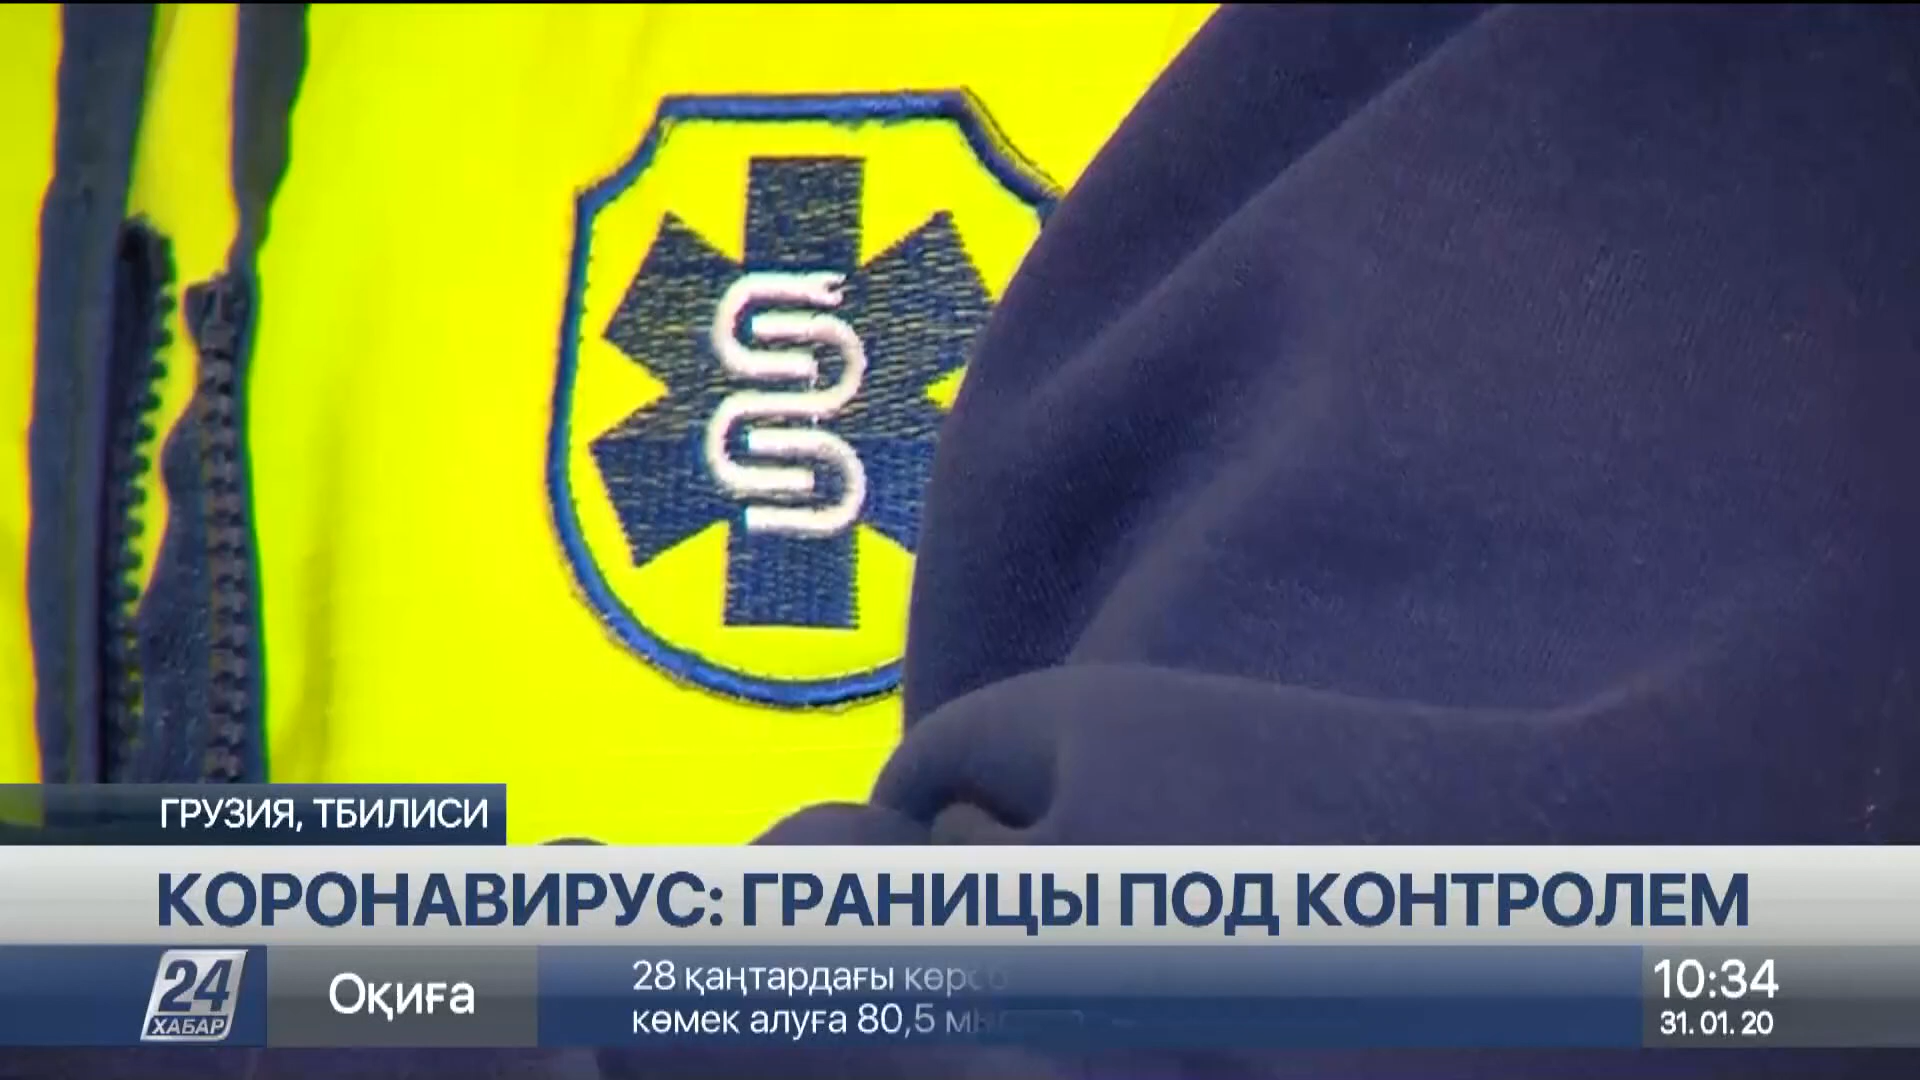 ГРУЗИЯ, ТБИЛИСИ
КОРОНАВИРУС: ГРАНИЦЫ ПОД КОНТРОЛЕМ
24
ХАБАР
Оқиға
28 қаңтардағы
көмек алуға 80,5
10:34
31.01.20